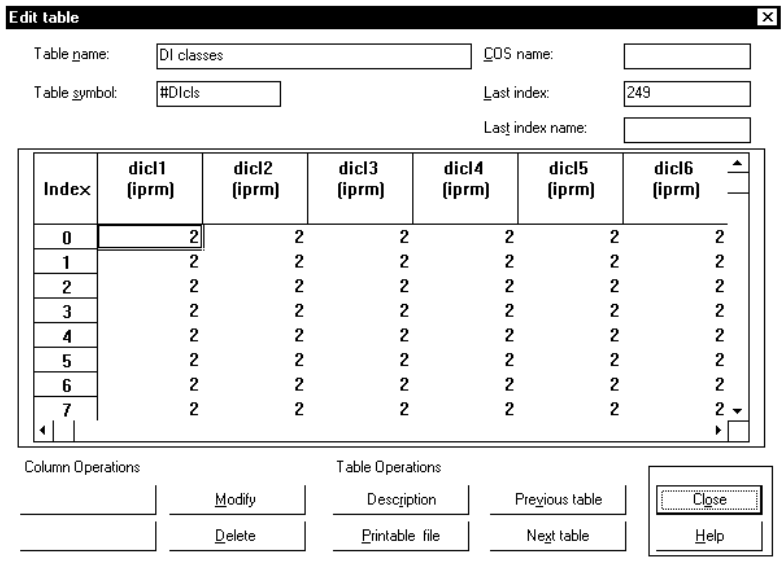 Edit table
Table name: DI classes COS name:
Table symbol: #DIcls Last index: 249
Last index name:
Index dicl1 (iprm) dicl2 (iprm) dicl3 (iprm) dicl4 (iprm) dicl5 (iprm) dicl6 (iprm)
0 2 2 2 2 2 2
1 2 2 2 2 2 2
2 2 2 2 2 2 2
3 2 2 2 2 2 2
4 2 2 2 2 2 2
5 2 2 2 2 2 2
6 2 2 2 2 2 2
7 2 2 2 2 2 2
Column Operations Table Operations
Modify Description Previous table Close
Delete Printable file Next table Help